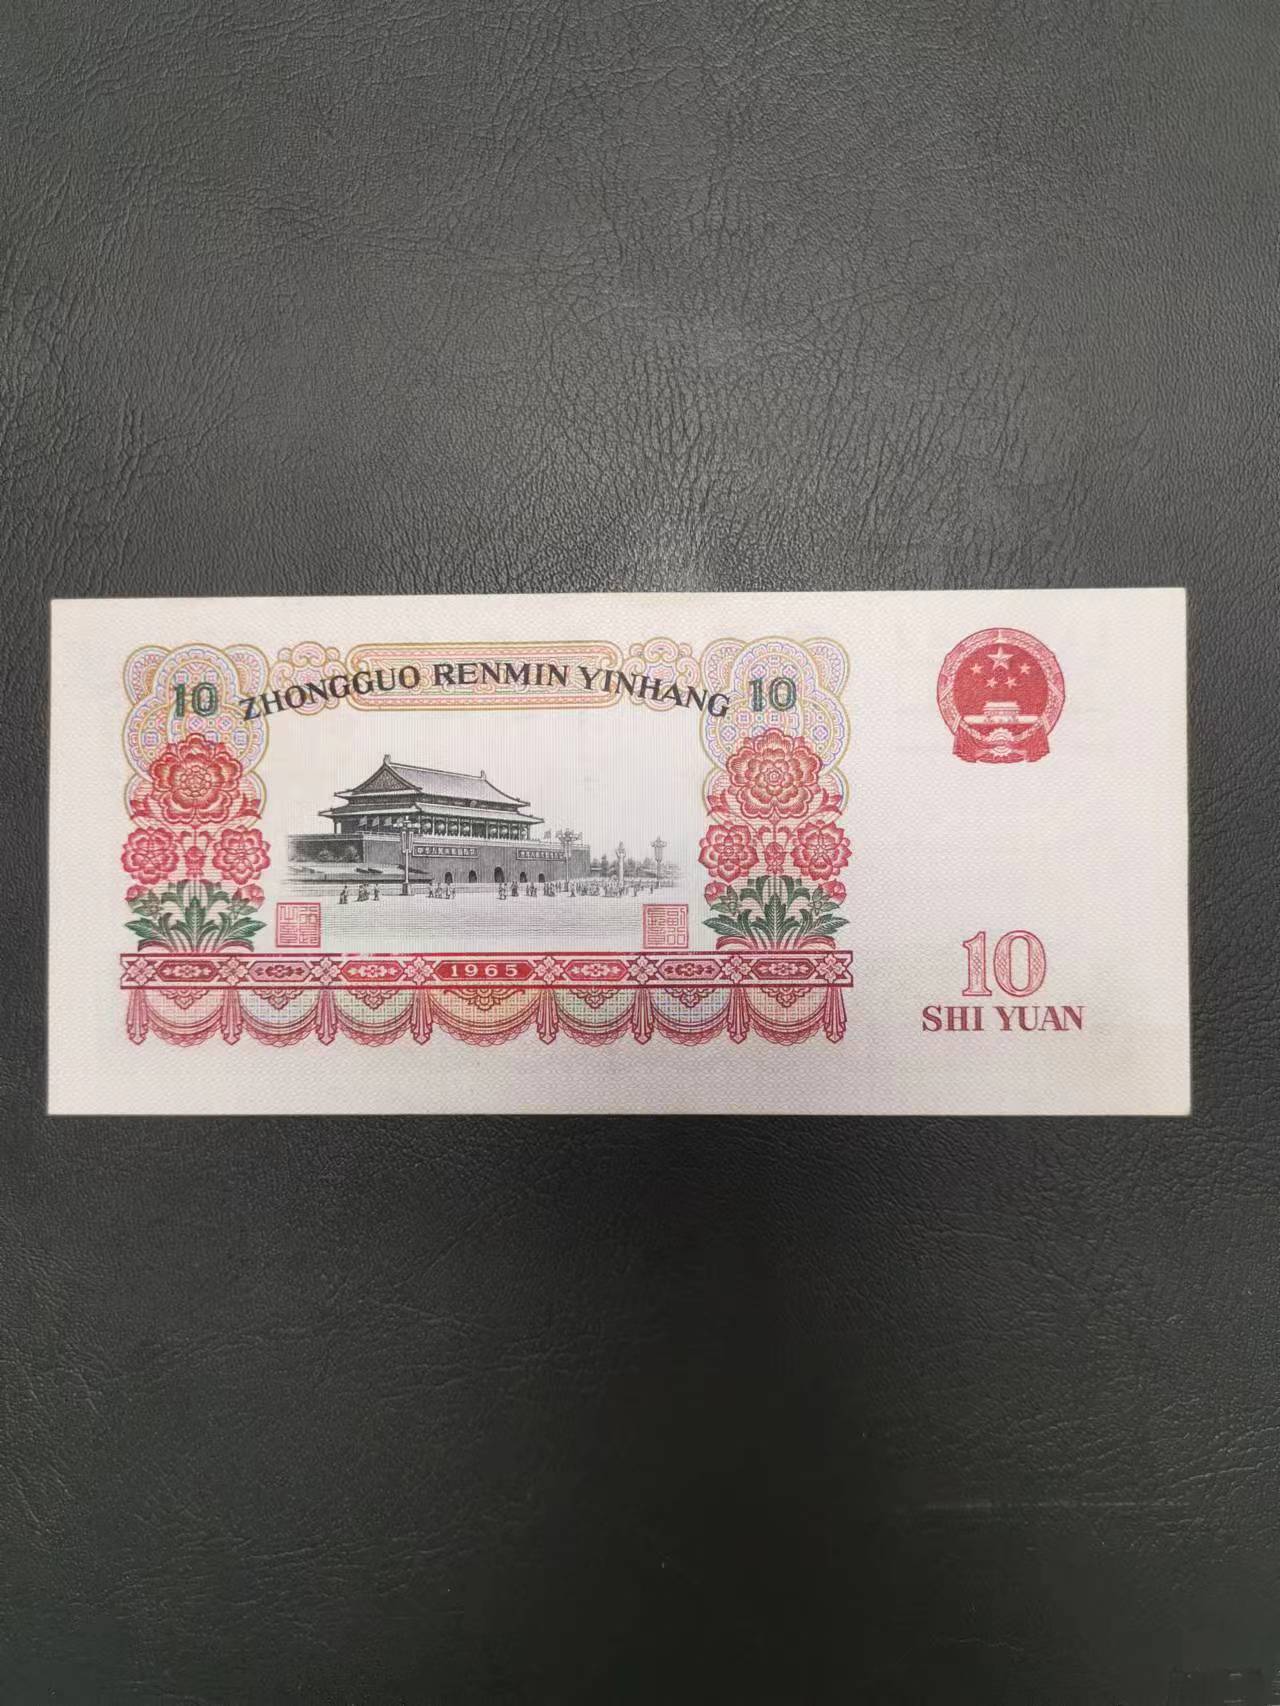 10 ZHONGGUO RENMIN YINHANG 10
1965
10
SHI YUAN